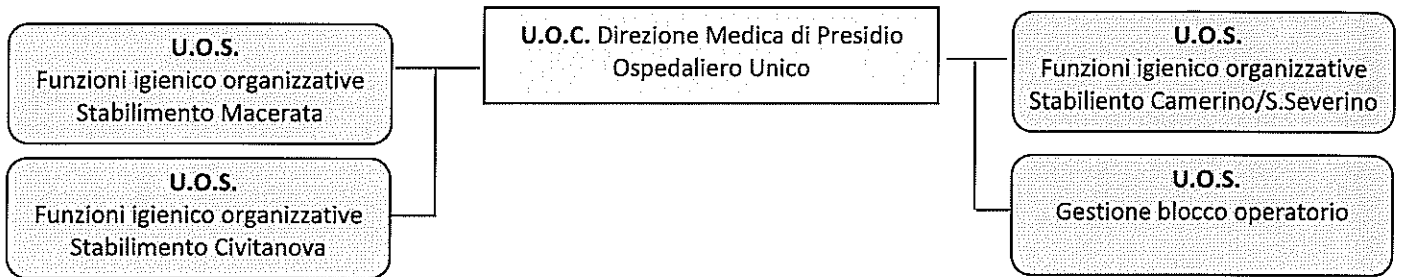 U.O.S.
Funzioni igienico organizzative
Stabilimento Macerata
U.O.S.
Funzioni igienico organizzative
Stabilimento Civitanova
U.O.C. Direzione Medica di Presidio
Ospedaliero Unico
U.O.S.
Funzioni igienico organizzative
Stabiliento Camerino/S.Severino
U.O.S.
Gestione blocco operatorio